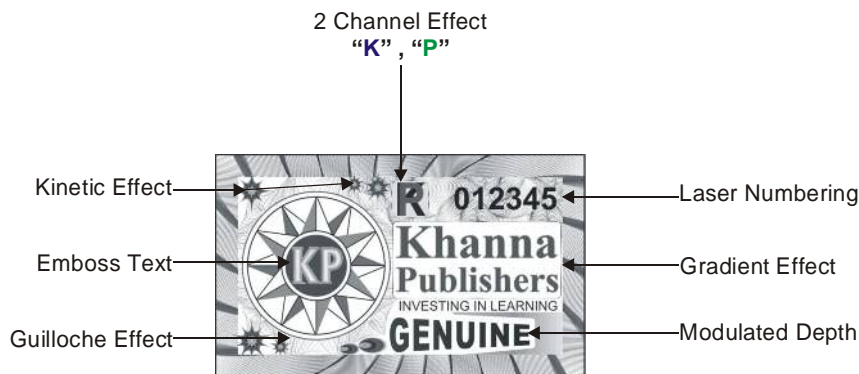 2 Channel Effect
“K” , “P”
Kinetic Effect
Emboss Text
Guilloche Effect
K 012345
KP
Khanna
Publishers
INVESTING IN LEARNING
GENUINE
Laser Numbering
Gradient Effect
Modulated Depth